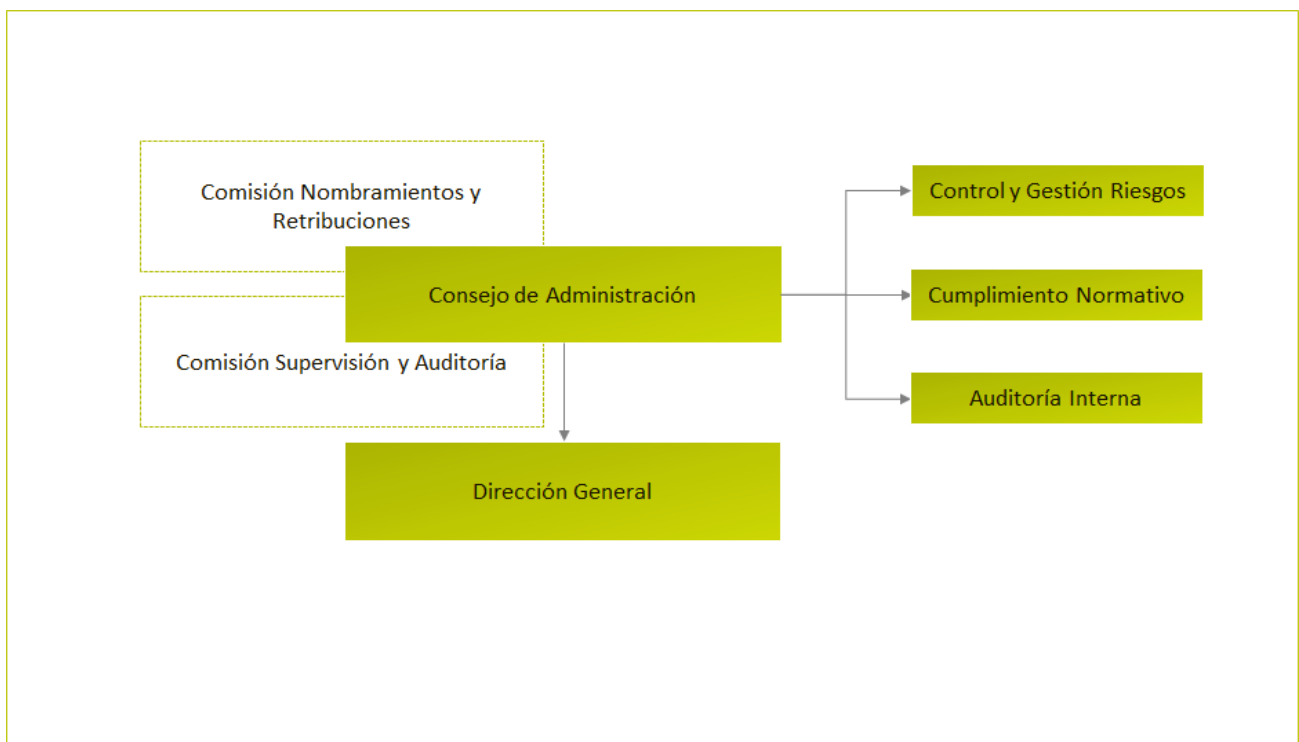 Comisión Nombramientos y
Retribuciones
Control y Gestión Riesgos
Consejo de Administración
Cumplimiento Normativo
Comisión Supervisión y Auditoría
Auditoría Interna
Dirección General